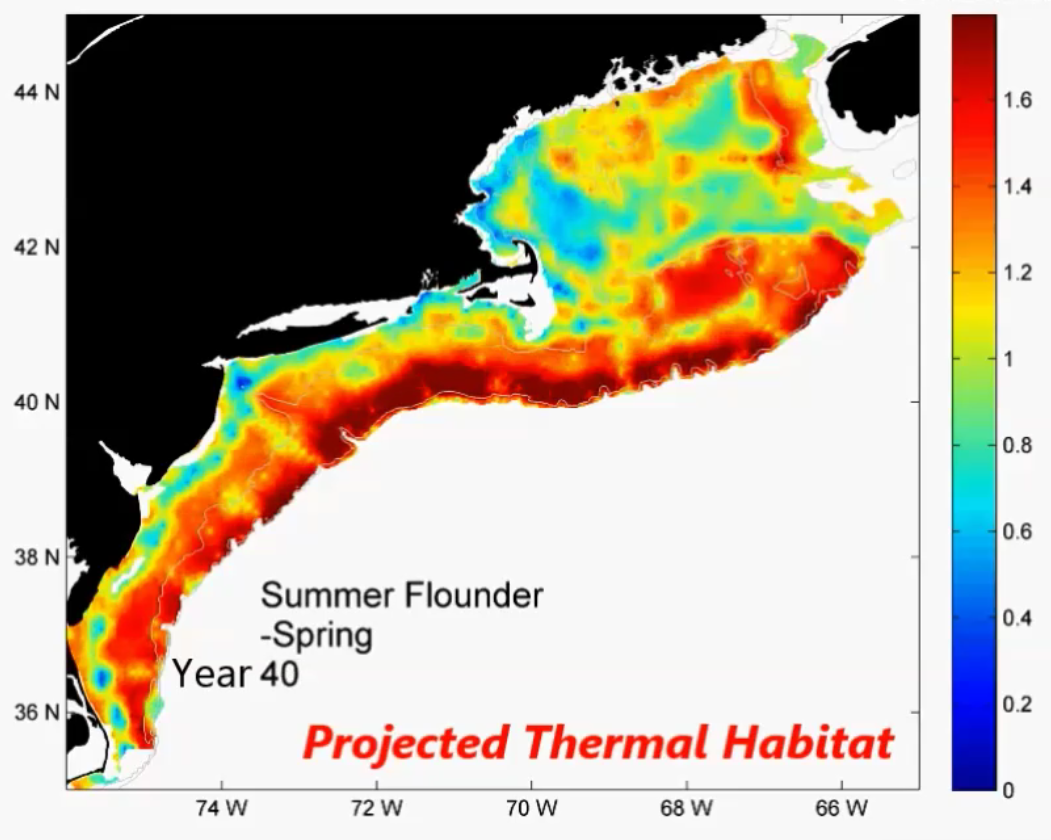 44 N
42 N
40 N
38 N
36 N
74 W
72 W
70 W
68 W
66 W
Summer Flounder
-Spring
Year 40
Projected Thermal Habitat
1.6
1.4
1.2
1
0.8
0.6
0.4
0.2
0